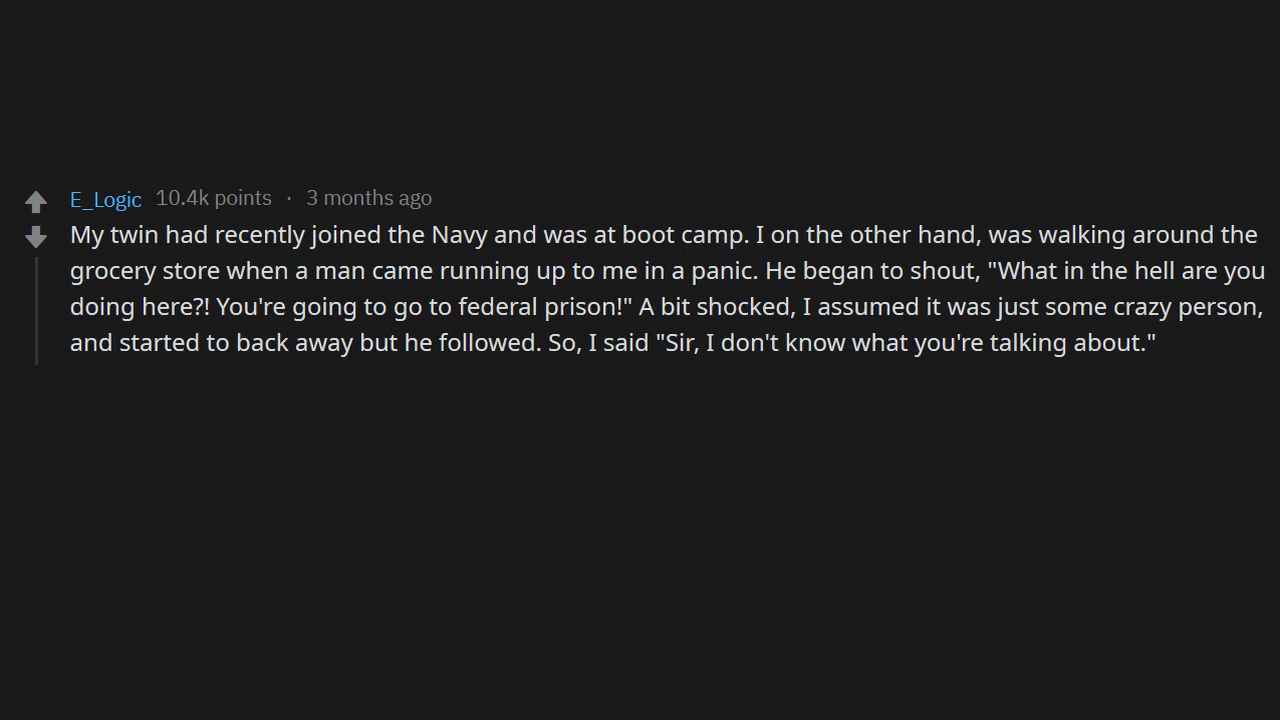 E_Logic 10.4k points · 3 months ago
My twin had recently joined the Navy and was at boot camp. I on the other hand, was walking around the
grocery store when a man came running up to me in a panic. He began to shout, "What in the hell are you
doing here?! You're going to go to federal prison!" A bit shocked, I assumed it was just some crazy person,
and started to back away but he followed. So, I said "Sir, I don't know what you're talking about."